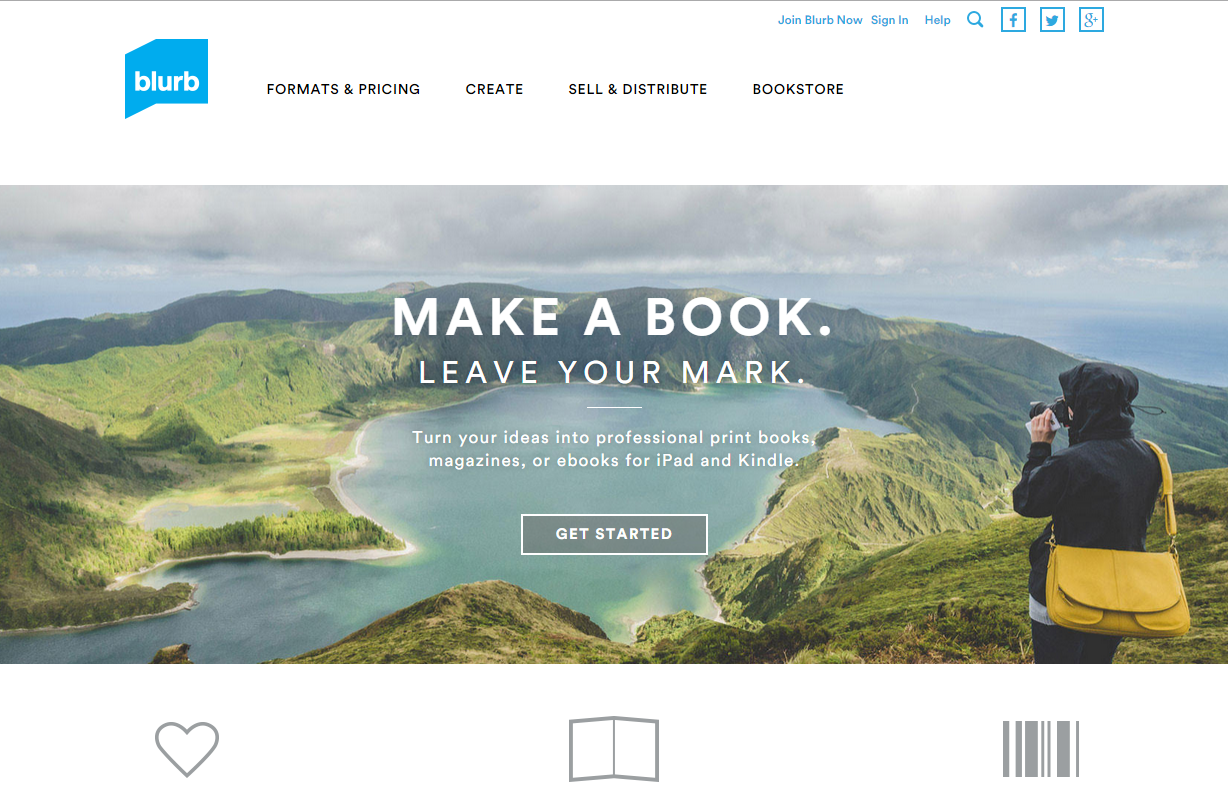 Join Blurb Now Sign In Help
blurb
FORMATS & PRICING CREATE SELL & DISTRIBUTE BOOKSTORE
MAKE A BOOK.
LEAVE YOUR MARK.
Turn your ideas into professional print books,
magazines, or ebooks for iPad and Kindle.
GET STARTED